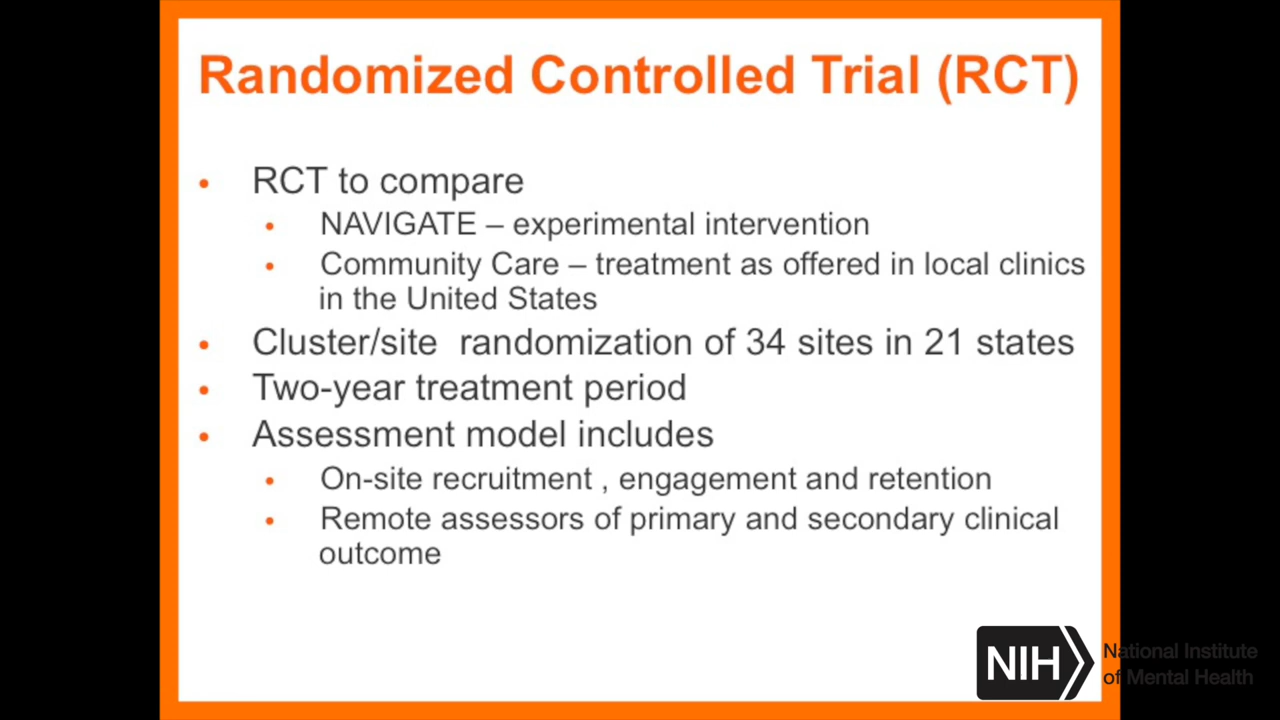 Randomized Controlled Trial (RCT)
• RCT to compare
• NAVIGATE – experimental intervention
• Community Care – treatment as offered in local clinics
in the United States
• Cluster/site  randomization of 34 sites in 21 states
• Two-year treatment period
• Assessment model includes
• On-site recruitment , engagement and retention
• Remote assessors of primary and secondary clinical
outcome
NIH
National Institute
of Mental Health